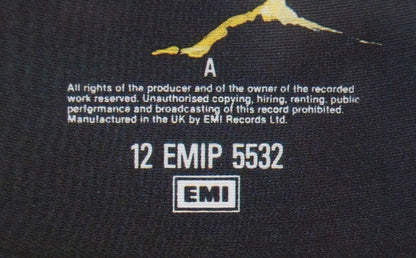 A
All rights of the producer and of the owner of the recorded
work reserved. Unauthorised copying, hiring, renting, public
performance and broadcasting of this record prohibited.
Manufactured in the UK by EMI Records Ltd.
12 EMIP 5532
EMI